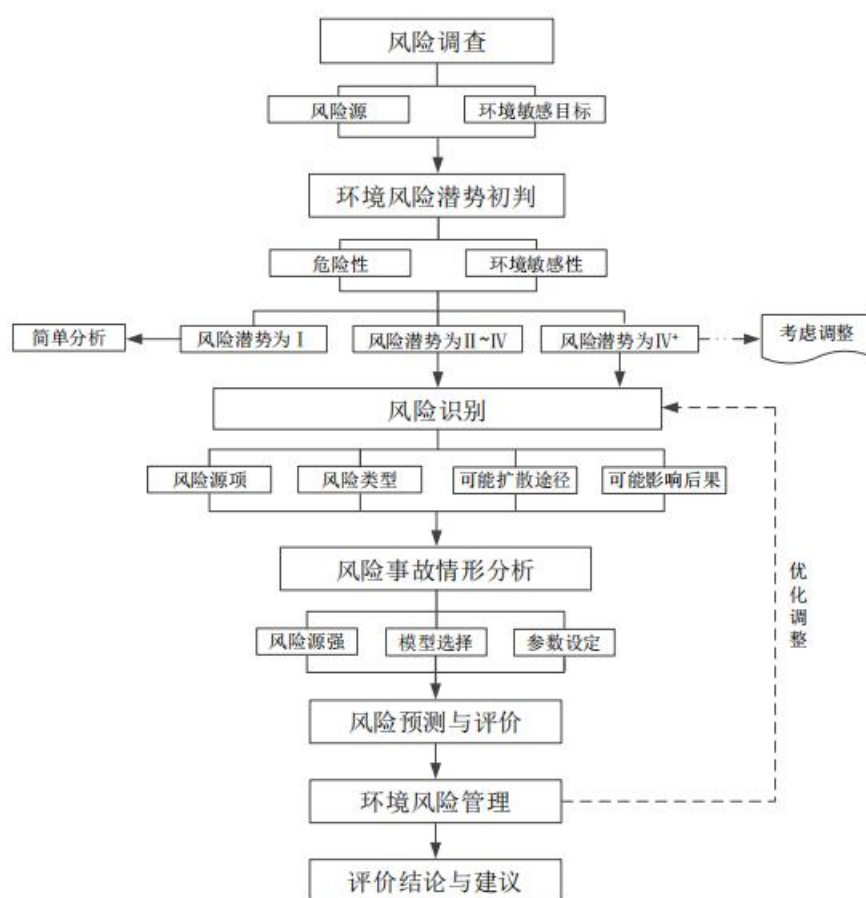 风险调查
风险源
环境敏感目标
环境风险潜势初判
危险性
环境敏感性
简单分析
风险潜势为Ⅰ
风险潜势为Ⅱ~Ⅳ
风险潜势为Ⅳ⁺
考虑调整
风险识别
风险源项
风险类型
可能扩散途径
可能影响后果
风险事故情形分析
优化调整
风险源强
模型选择
参数设定
风险预测与评价
环境风险管理
评价结论与建议